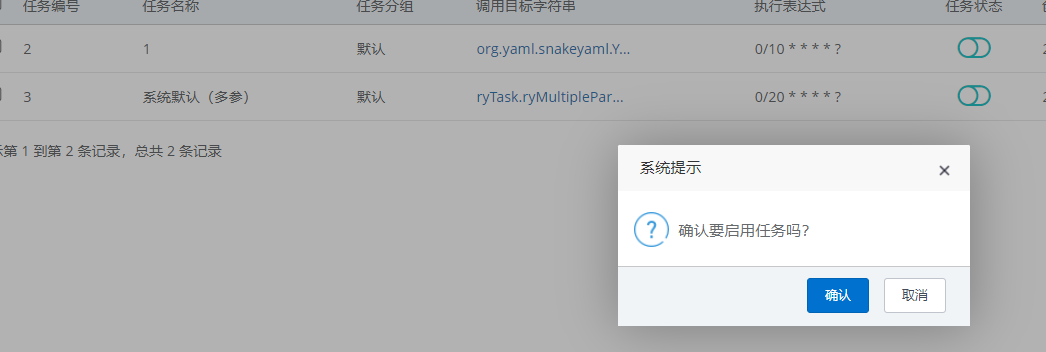 任务编号 任务名称 任务分组 调用目标字符串 执行表达式 任务状态
2 1 默认 org.yaml.snakeyaml.Y... 0/10 * * * * ?
3 系统默认（多参） 默认 ryTask.ryMultiplePar... 0/20 * * * * ?
第 1 到第 2 条记录，总共 2 条记录
系统提示
确认要启用任务吗？
确认 取消